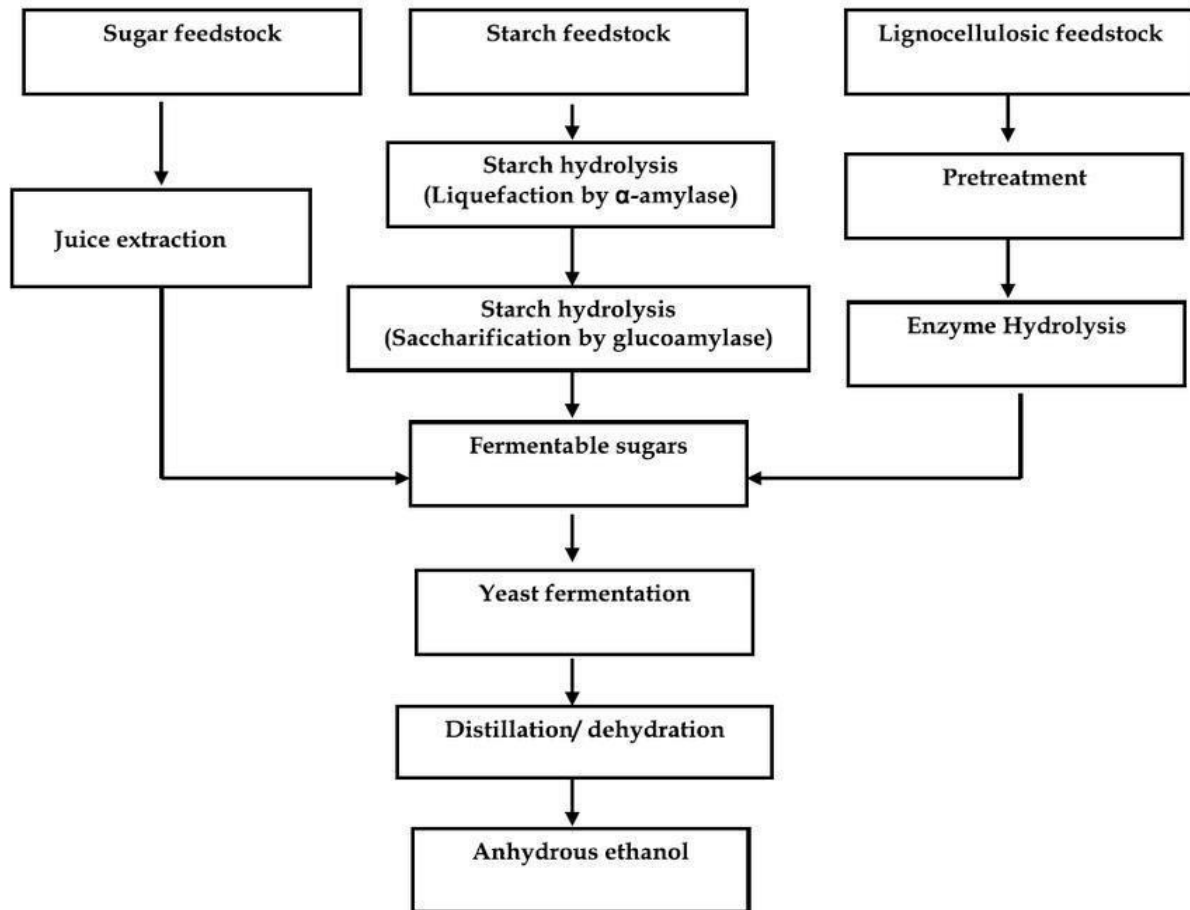 Sugar feedstock
Starch feedstock
Lignocellulosic feedstock
Starch hydrolysis
(Liquefaction by α-amylase)
Pretreatment
Juice extraction
Starch hydrolysis
(Saccharification by glucoamylase)
Enzyme Hydrolysis
Fermentable sugars
Yeast fermentation
Distillation/ dehydration
Anhydrous ethanol